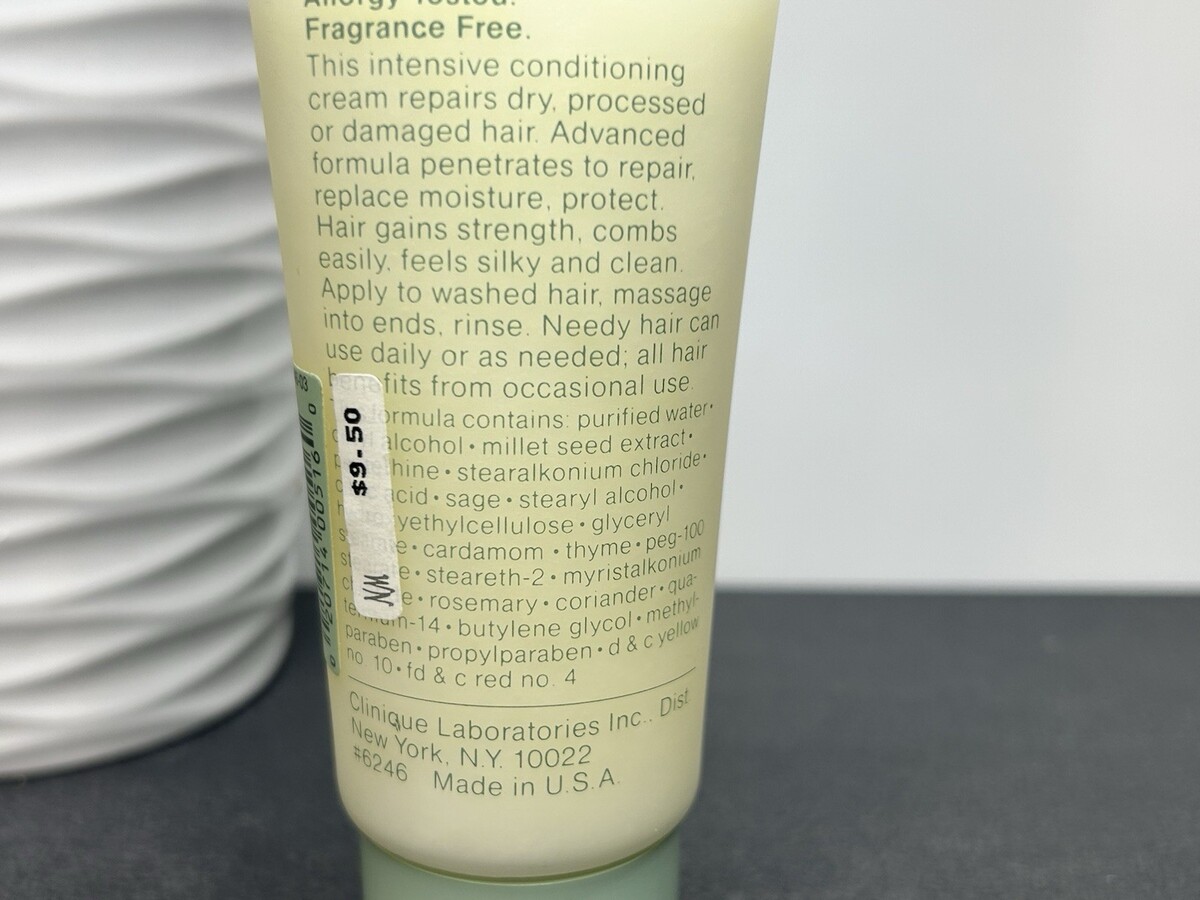 Allergy Tested.
Fragrance Free.
This intensive conditioning
cream repairs dry, processed
or damaged hair. Advanced
formula penetrates to repair,
replace moisture, protect.
Hair gains strength, combs
easily, feels silky and clean.
Apply to washed hair, massage
into ends, rinse. Needy hair can
use daily or as needed; all hair
benefits from occasional use.
formula contains: purified water•
alcohol • millet seed extract•
• stearalkonium chloride•
acid • sage • stearyl alcohol•
• glyceryl
• cardamom • thyme • peg-100
• steareth-2 • myristalkonium
• rosemary • coriander • qua-
-14 • butylene glycol • methyl-
paraben • propylparaben • d & c yellow
no. 10 • fd & c red no. 4
Clinique Laboratories Inc., Dist.
New York, N.Y. 10022
#6246 Made in U.S.A.
$9.50